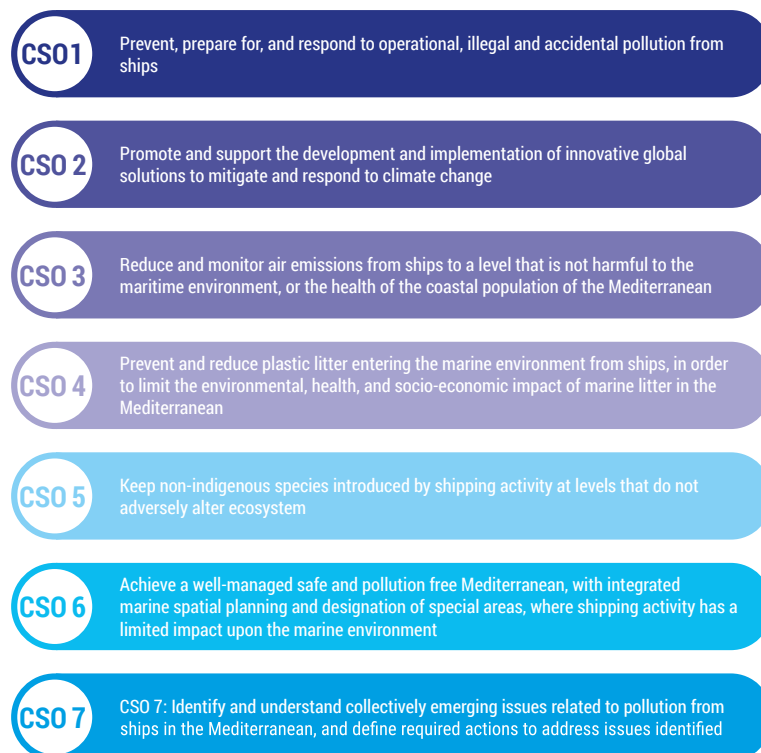 CSO1
Prevent, prepare for, and respond to operational, illegal and accidental pollution from
ships
CSO 2
Promote and support the development and implementation of innovative global
solutions to mitigate and respond to climate change
CSO 3
Reduce and monitor air emissions from ships to a level that is not harmful to the
maritime environment, or the health of the coastal population of the Mediterranean
CSO 4
Prevent and reduce plastic litter entering the marine environment from ships, in order
to limit the environmental, health, and socio-economic impact of marine litter in the
Mediterranean
CSO 5
Keep non-indigenous species introduced by shipping activity at levels that do not
adversely alter ecosystem
CSO 6
Achieve a well-managed safe and pollution free Mediterranean, with integrated
marine spatial planning and designation of special areas, where shipping activity has a
limited impact upon the marine environment
CSO 7
CSO 7: Identify and understand collectively emerging issues related to pollution from
ships in the Mediterranean, and define required actions to address issues identified